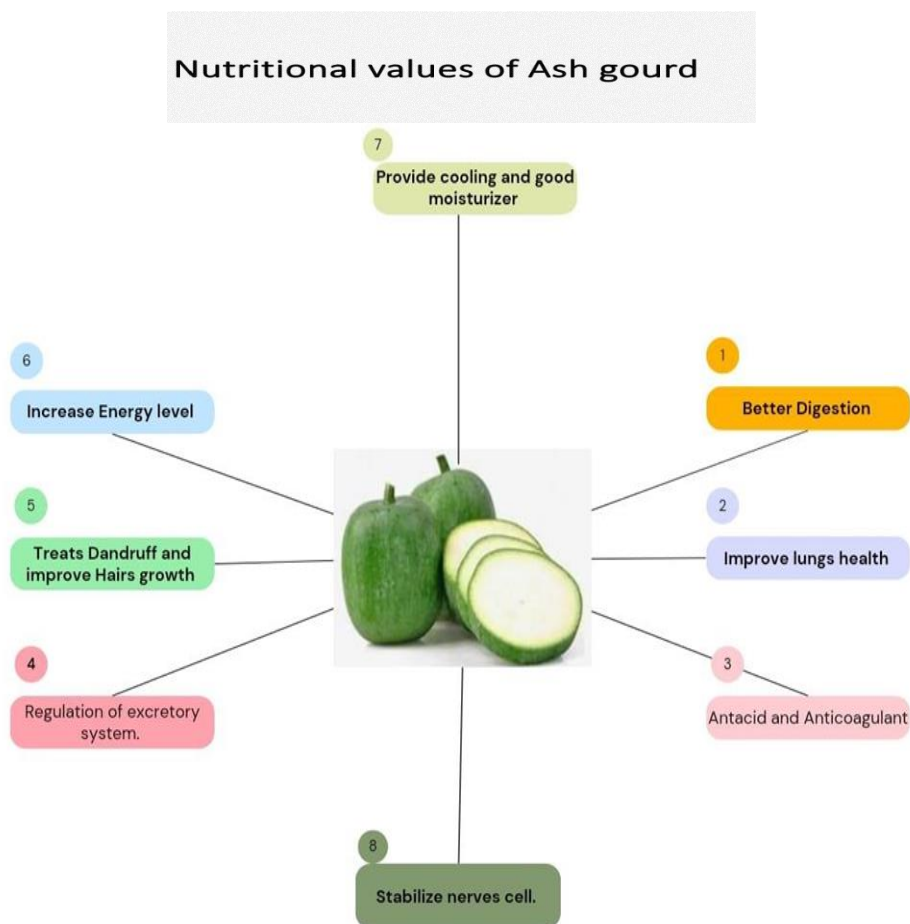 Nutritional values of Ash gourd
7
Provide cooling and good
moisturizer
6
Increase Energy level
1
Better Digestion
5
Treats Dandruff and
improve Hairs growth
2
Improve lungs health
4
Regulation of excretory
system.
3
Antacid and Anticoagulant
8
Stabilize nerves cell.